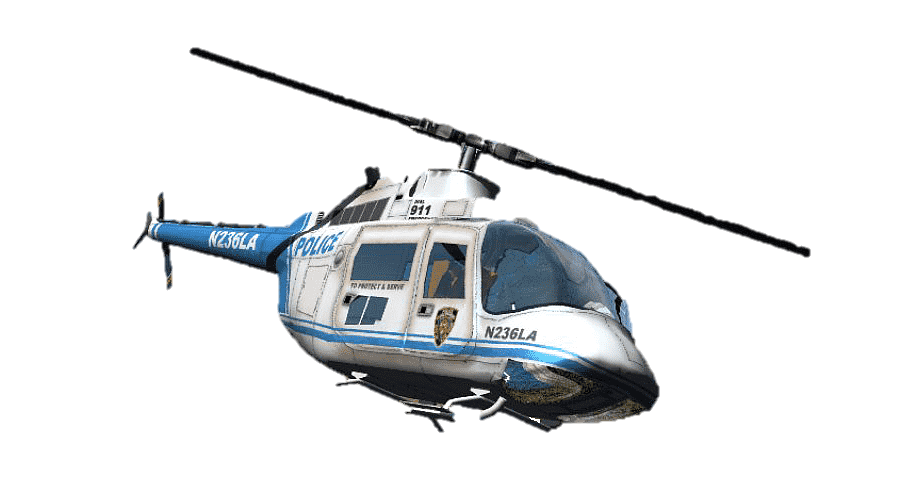 911
POLICE
N236LA
TO PROTECT & SERVE
N236LA